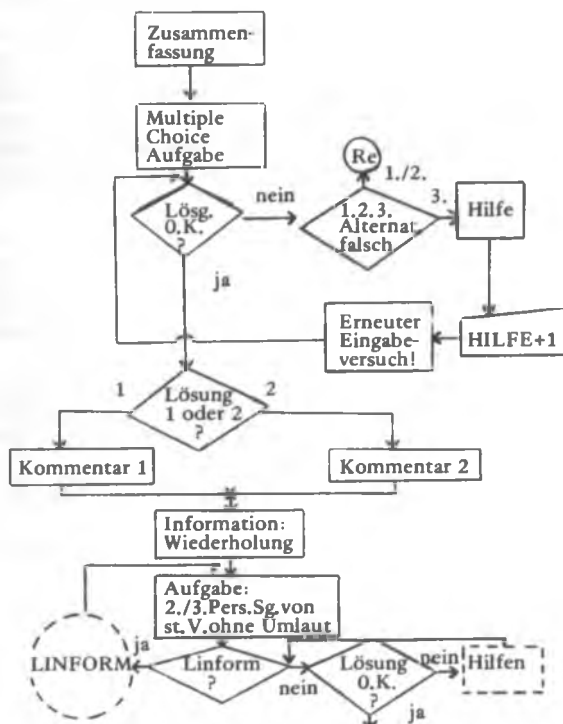 Zusammen-
fassung
Multiple
Choice
Aufgabe
Re
1./2.
nein
3.
Lösg.
O.K.
?
1.2.3.
Alternat.
falsch
Hilfe
ja
Erneuter
Eingabe-
versuch!
HILFE+1
1
Lösung
1 oder 2
?
2
Kommentar 1
Kommentar 2
Information:
Wiederholung
Aufgabe:
2./3.Pers.Sg.von
st.V.ohne Umlaut
LINFORM
ja
Linform
?
nein
Lösung
O.K.
?
nein
Hilfen
ja